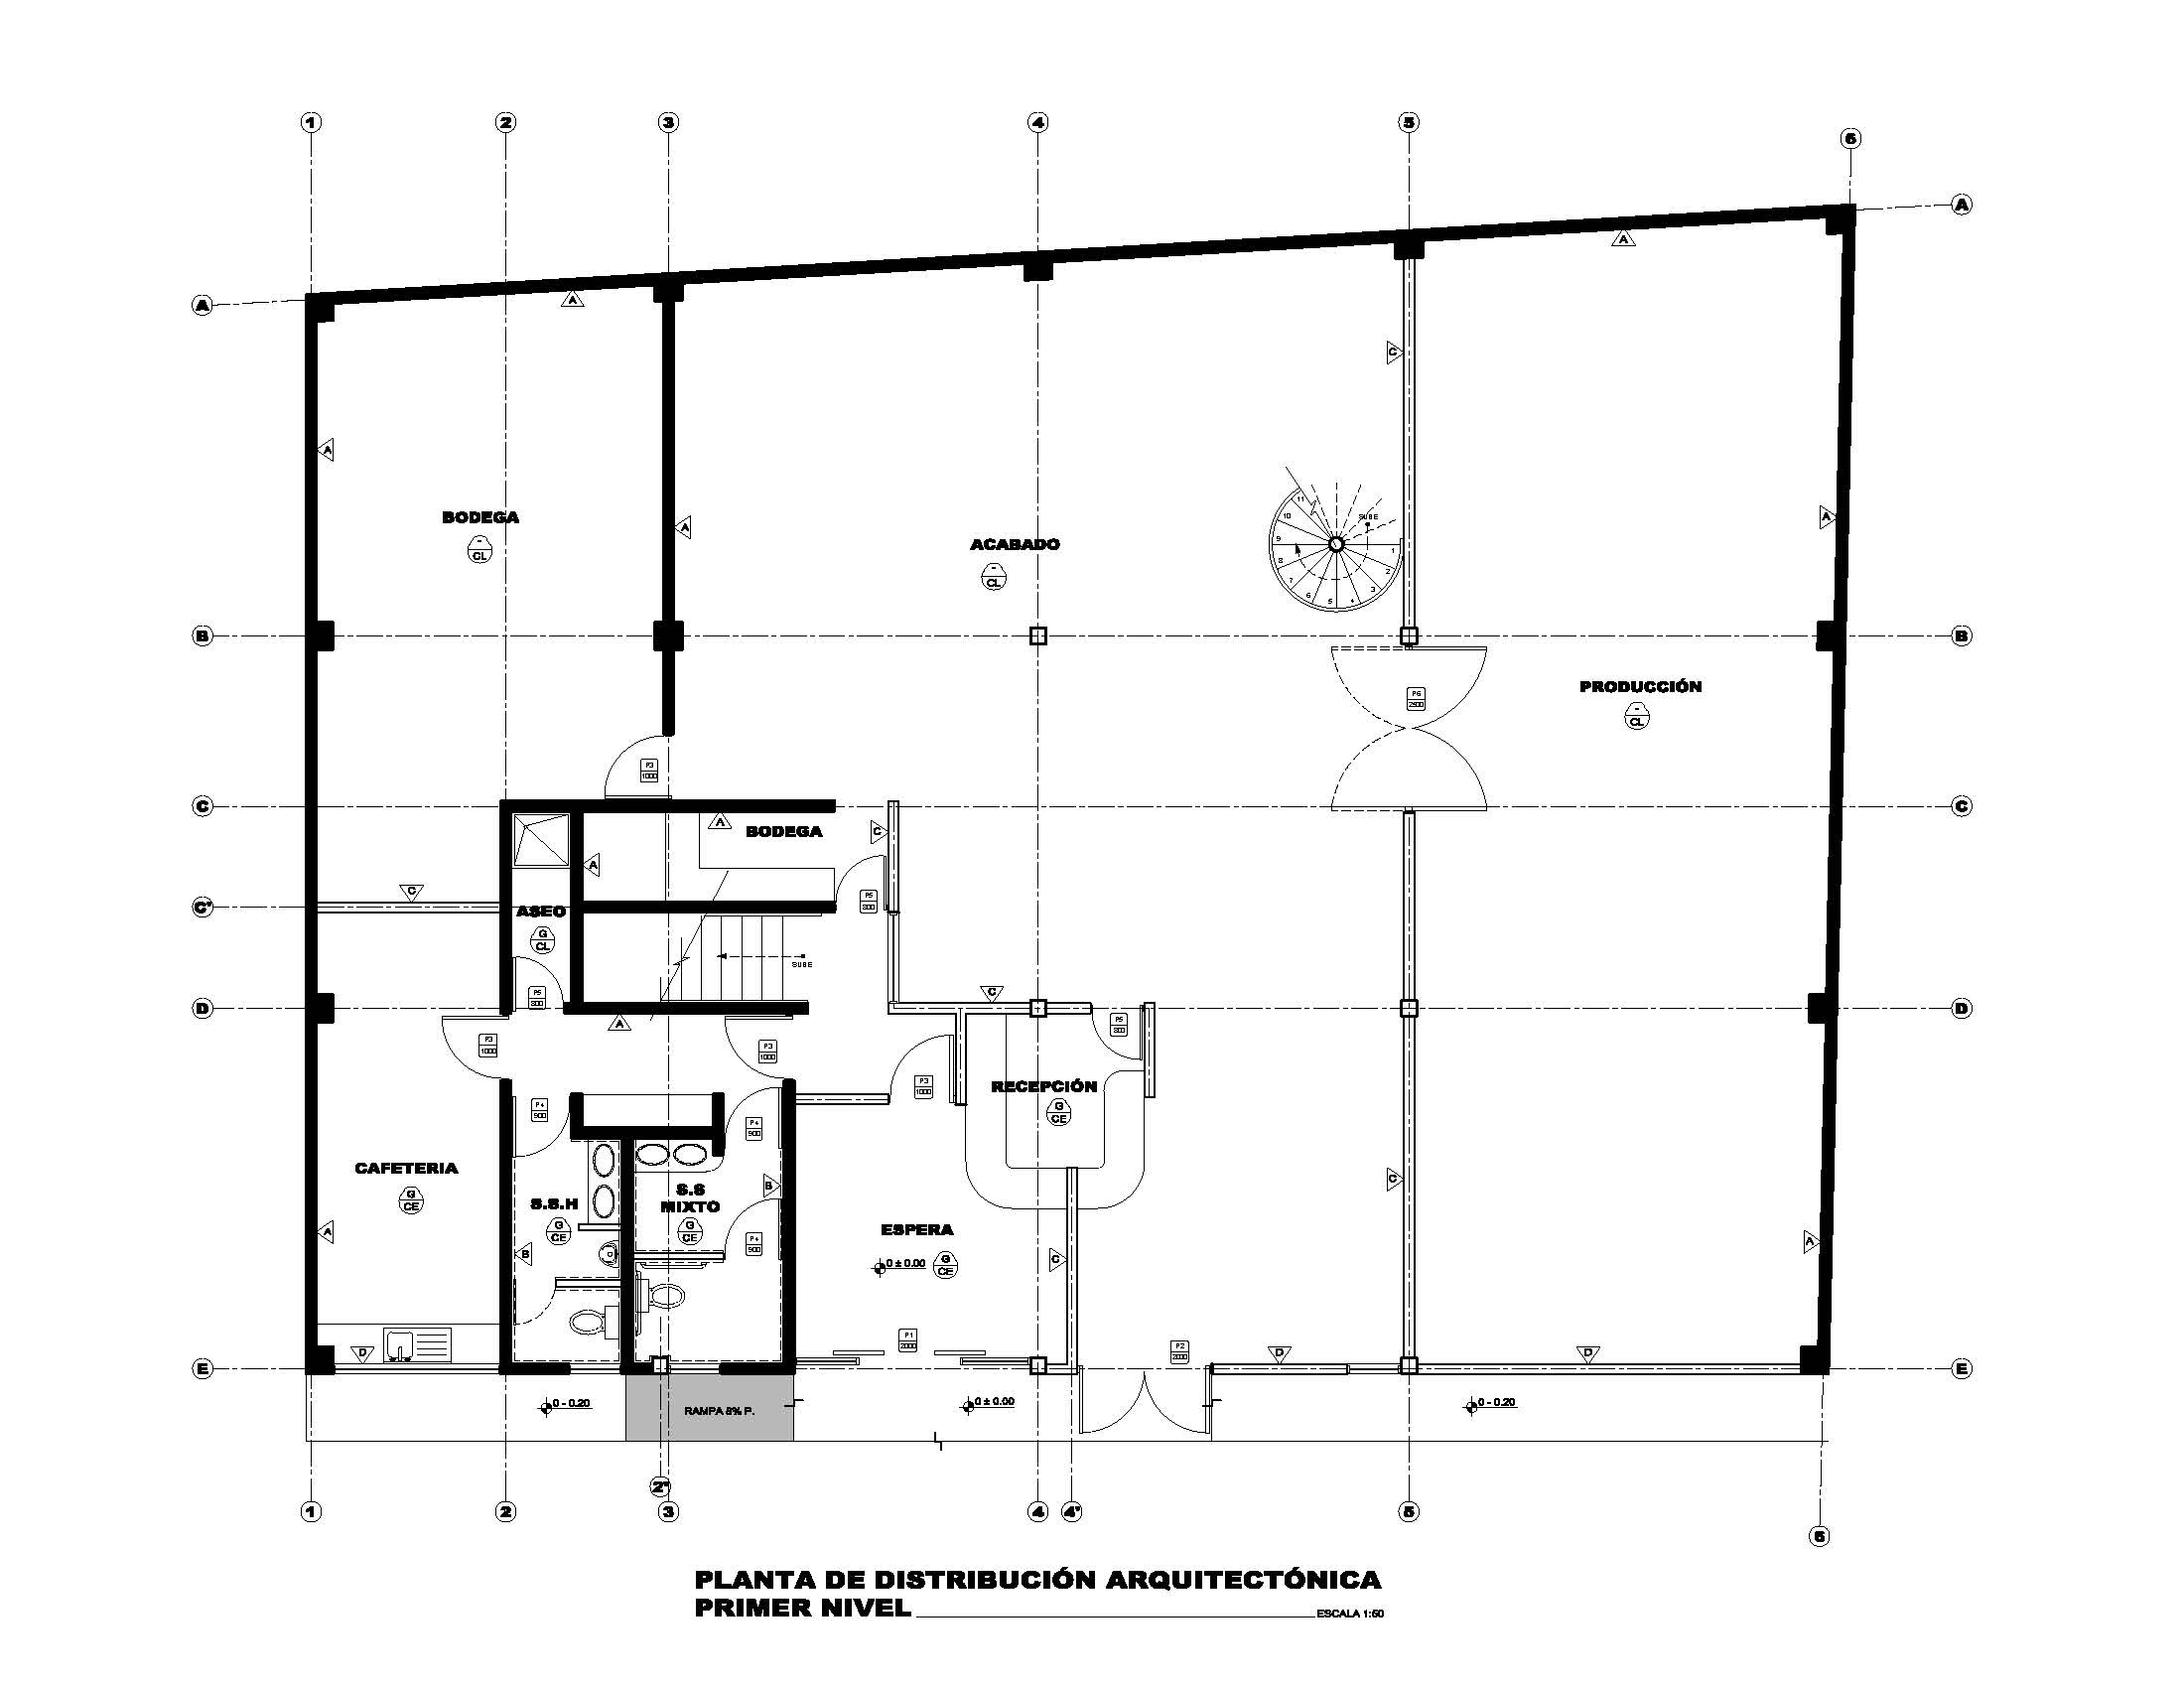 1
2
3
4
5
6
A
A
A
A
C
A
BODEGA
-
CL
A
A
ACABADO
-
CL
11
10
9
8
7
6
5
4
3
2
1
SUBE
B
B
PRODUCCIÓN
-
CL
P6
2500
P3
1000
C
C
A
BODEGA
C
A
C
P5
800
C'
ASEO
G
CL
SUBE
P5
800
D
D
C
A
P5
800
P3
1000
P3
1000
P3
1000
RECEPCIÓN
G
CE
P4
900
P4
900
CAFETERIA
G
CE
C
B
S.S
MIXTO
G
CE
S.S.H
G
CE
ESPERA
0 ± 0.00
G
CE
A
B
P4
900
C
A
P1
2000
P2
2000
D
D
D
E
E
0 - 0.20
RAMPA 8% P.
0 ± 0.00
0 - 0.20
2'
1
2
3
4
4'
5
6
PLANTA DE DISTRIBUCIÓN ARQUITECTÓNICA
PRIMER NIVEL
ESCALA 1:50